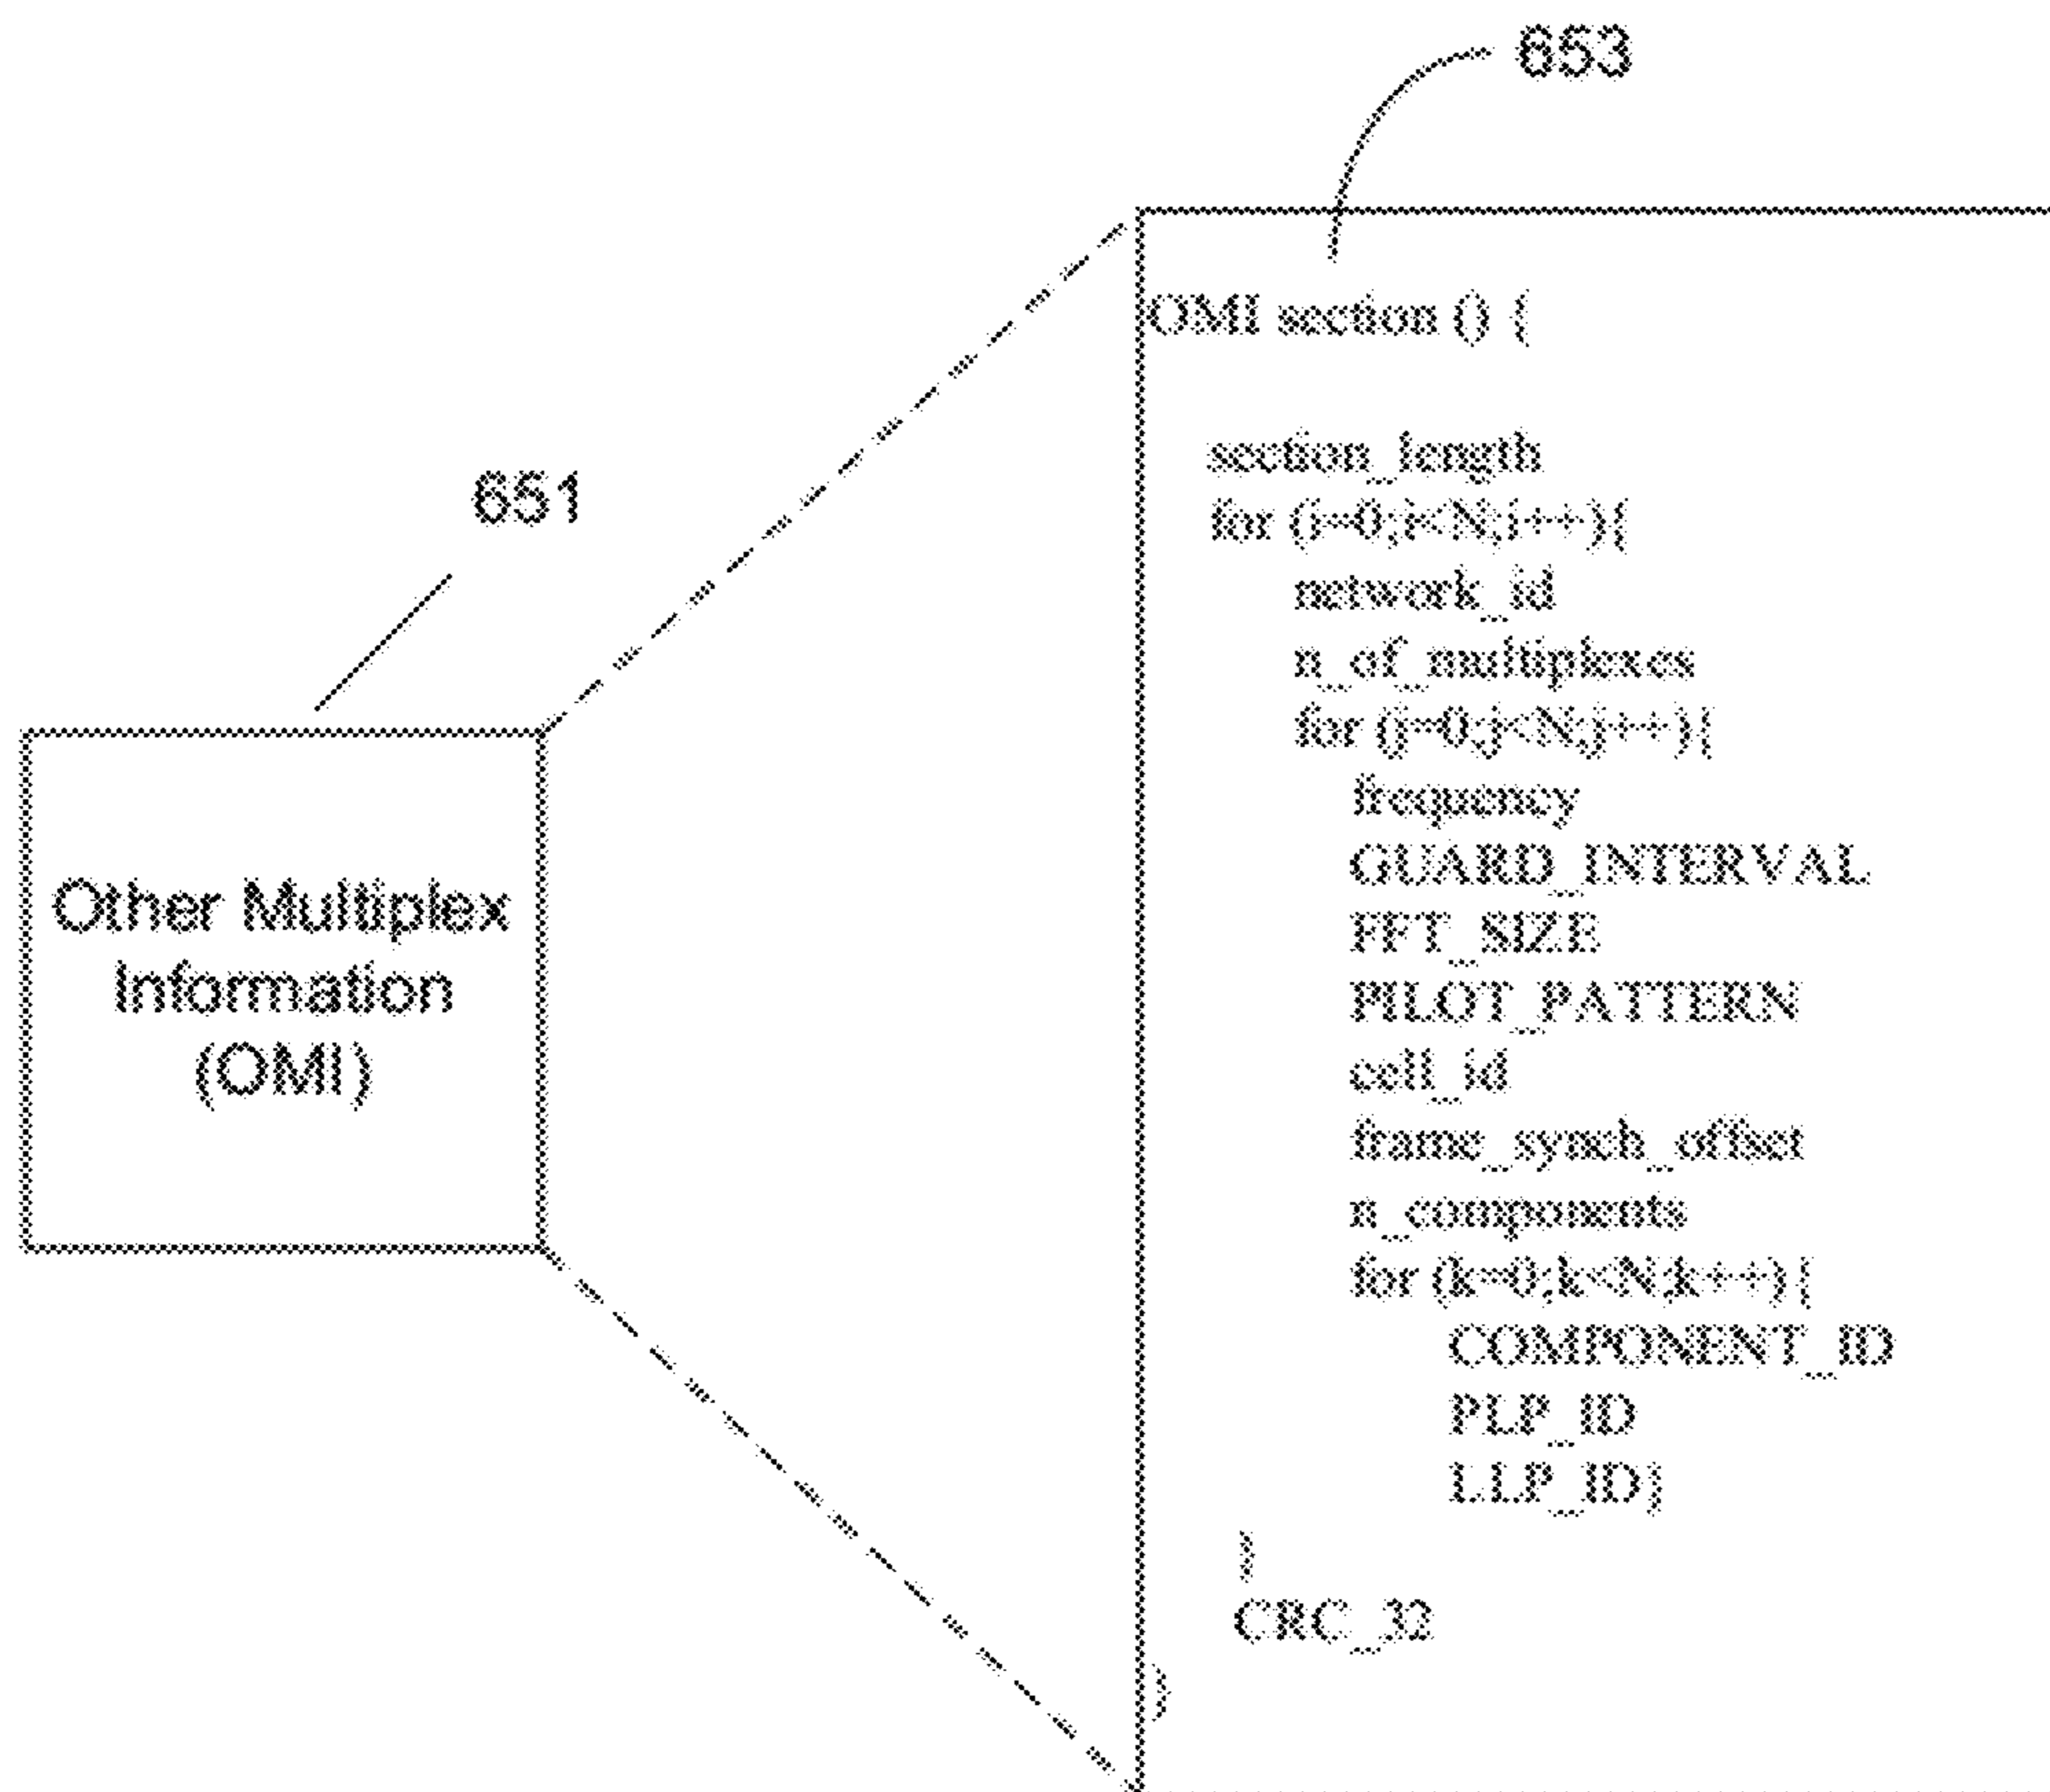 653
OMI section () {
section_length
for (i=0;i<N;i++){
network_id
n_of_multiplexes
for (j=0;j<N;j++){
frequency
GUARD_INTERVAL
FFT_SIZE
PILOT_PATTERN
cell_id
frame_synch_offset
n_components
for (k=0;k<N;k++){
COMPONENT_ID
PLP_ID
LLP_ID}
}
CRC_32
}
651
Other Multiplex
Information
(OMI)